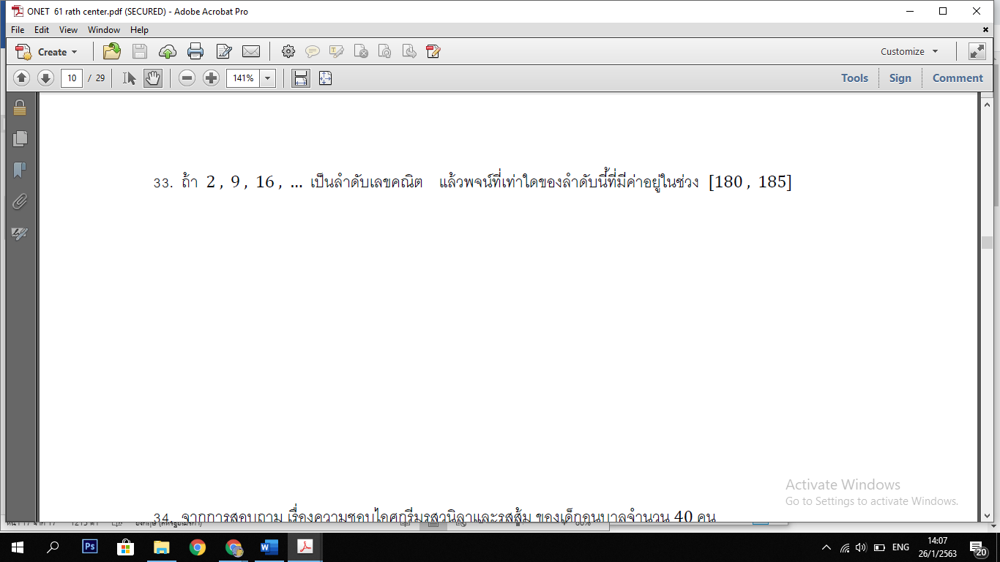 ONET 61 rath center.pdf (SECURED) - Adobe Acrobat Pro
File Edit View Window Help
Create Customize
10 / 29 141% Tools Sign Comment
33. ถ้า 2 , 9 , 16 , ... เป็นลำดับเลขคณิต แล้วพจน์ที่เท่าใดของลำดับนี้ที่มีค่าอยู่ในช่วง [180 , 185]
Activate Windows
Go to Settings to activate Windows.
34. จากการสอบถาม เรื่องความชอบไอศกรีมรสวนิลาและรสส้ม ของเด็กอนุบาลจำนวน 40 คน
Ps W ENG 14:07
26/1/2563 20